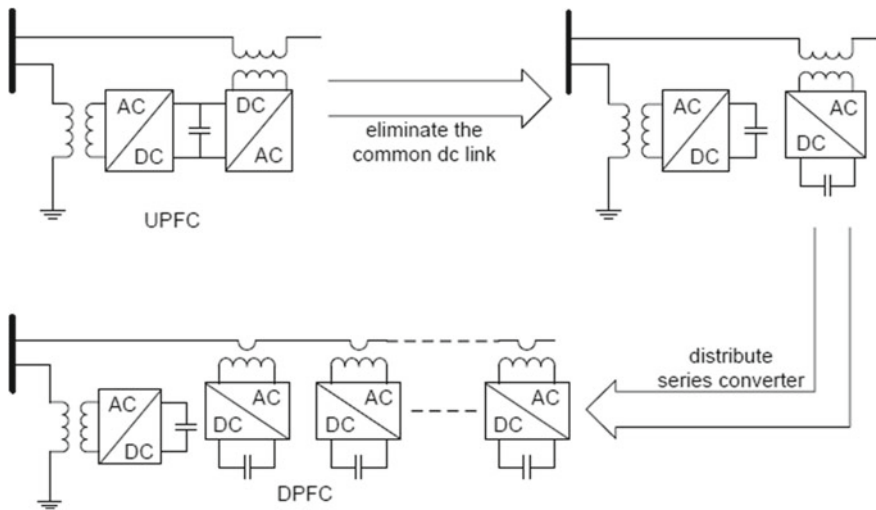 AC
DC
DC
AC
UPFC
eliminate the
common dc link
AC
DC
AC
DC
distribute
series converter
AC
DC
AC
DC
AC
DC
AC
DC
DPFC